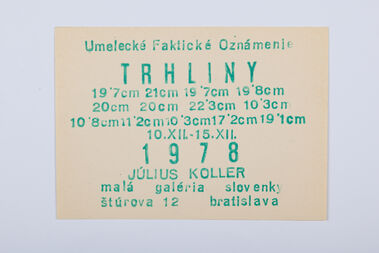 Umelecké Faktické Oznámenie
TRHLINY
19'7cm 21cm 19'7cm 19'8cm
20cm 20cm 22'3cm 10'3cm
10'8cm 11'2cm 10'3cm 17'2cm 19'1cm
10.XII.-15.XII.
1978
JÚLIUS KOLLER
malá galéria slovenky
štúrova 12 bratislava